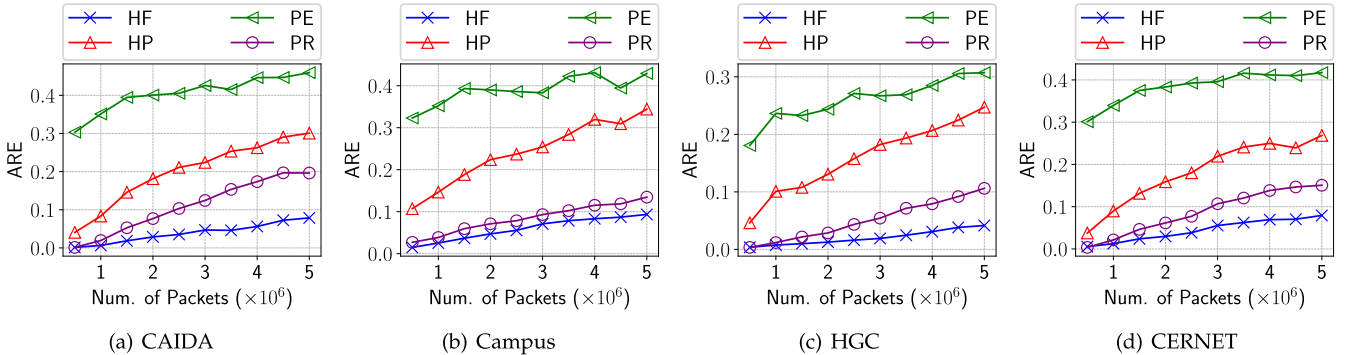 HF PE
HP PR
ARE
0.4
0.3
0.2
0.1
0.0
1 2 3 4 5
Num. of Packets (×10⁶)
(a) CAIDA
HF PE
HP PR
ARE
0.4
0.3
0.2
0.1
0.0
1 2 3 4 5
Num. of Packets (×10⁶)
(b) Campus
HF PE
HP PR
ARE
0.3
0.2
0.1
0.0
1 2 3 4 5
Num. of Packets (×10⁶)
(c) HGC
HF PE
HP PR
ARE
0.4
0.3
0.2
0.1
0.0
1 2 3 4 5
Num. of Packets (×10⁶)
(d) CERNET